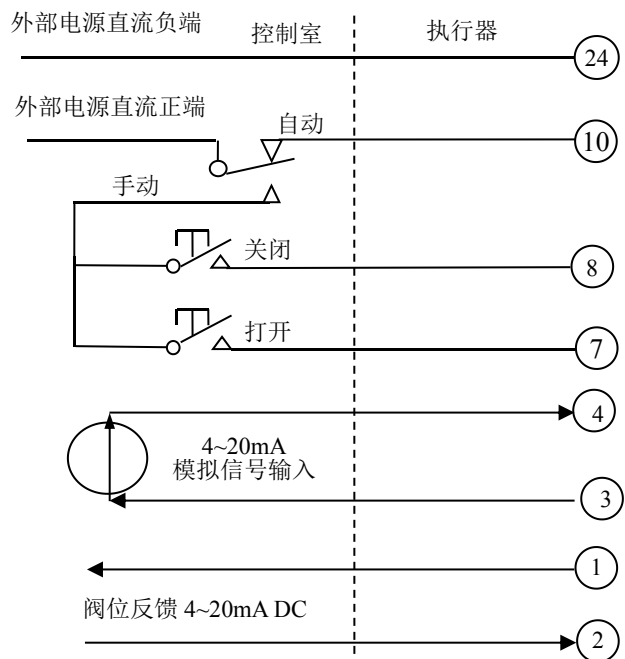 外部电源直流负端
控制室
执行器
24
外部电源直流正端
自动
10
手动
关闭
8
打开
7
4
4~20mA
模拟信号输入
3
1
阀位反馈 4~20mA DC
2